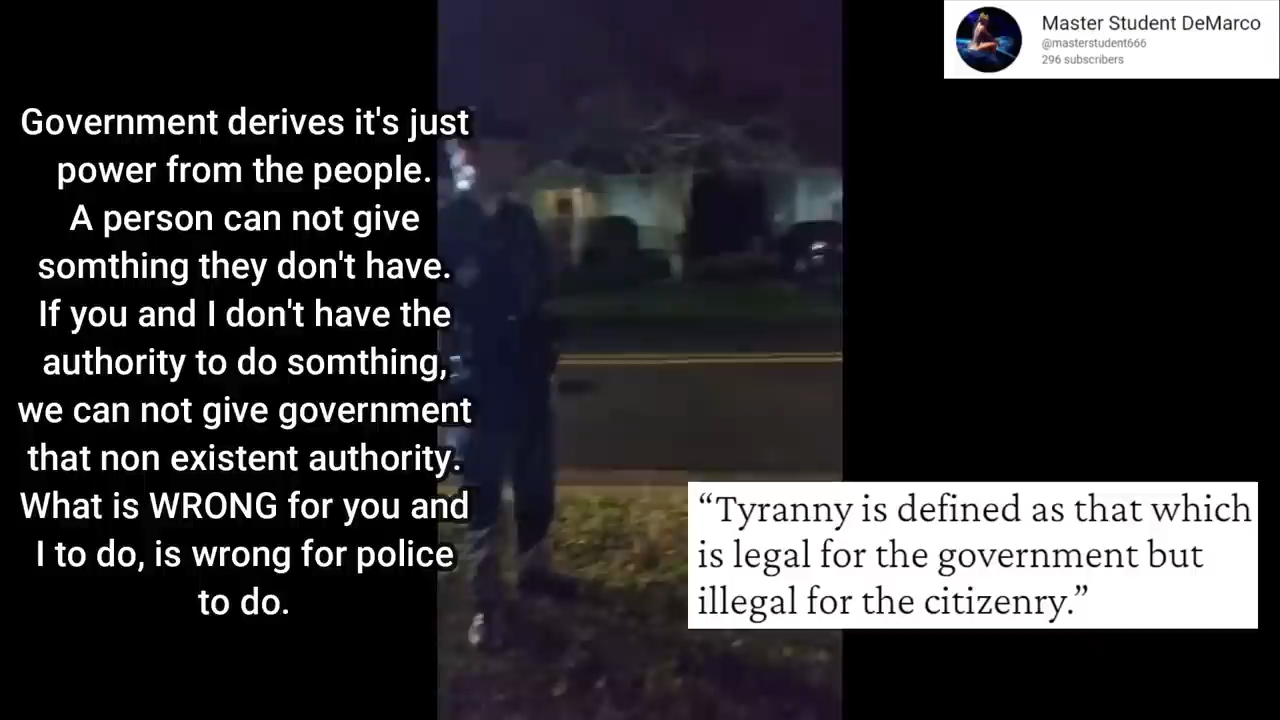 Government derives it's just
power from the people.
A person can not give
somthing they don't have.
If you and I don't have the
authority to do somthing,
we can not give government
that non existent authority.
What is WRONG for you and
I to do, is wrong for police
to do.
Master Student DeMarco
@masterstudent666
296 subscribers
“Tyranny is defined as that which
is legal for the government but
illegal for the citizenry.”